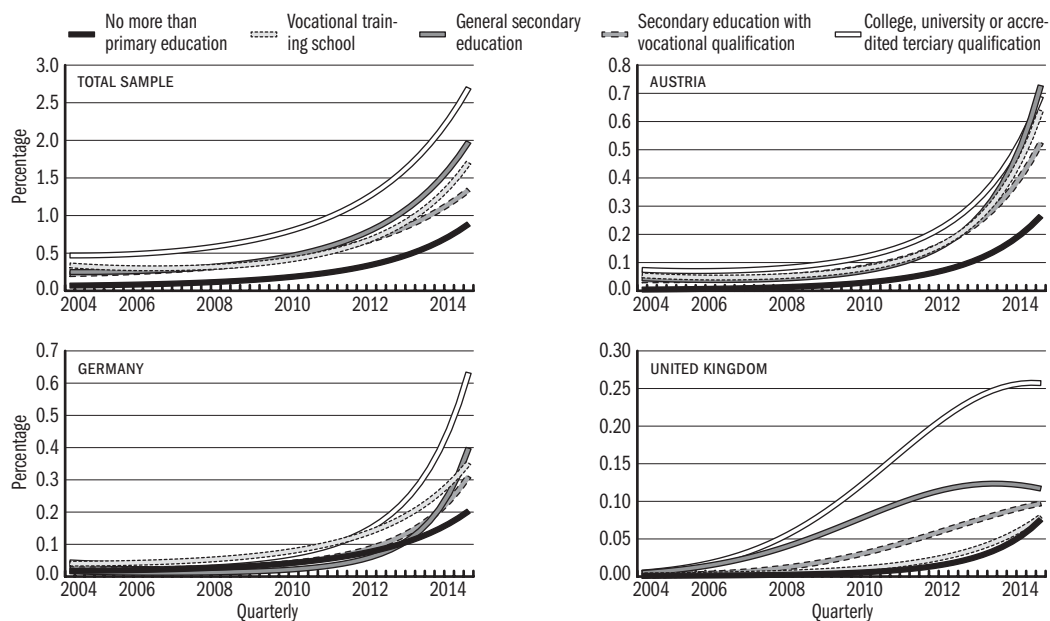 No more than
primary education
Vocational train-
ing school
General secondary
education
Secondary education with
vocational qualification
College, university or accre-
dited terciary qualification
TOTAL SAMPLE
Percentage
3.0
2.5
2.0
1.5
1.0
0.5
0.0
2004 2006 2008 2010 2012 2014
AUSTRIA
0.8
0.7
0.6
0.5
0.4
0.3
0.2
0.1
0.0
2004 2006 2008 2010 2012 2014
GERMANY
Percentage
0.7
0.6
0.5
0.4
0.3
0.2
0.1
0.0
2004 2006 2008 2010 2012 2014
Quarterly
UNITED KINGDOM
0.30
0.25
0.20
0.15
0.10
0.05
0.00
2004 2006 2008 2010 2012 2014
Quarterly